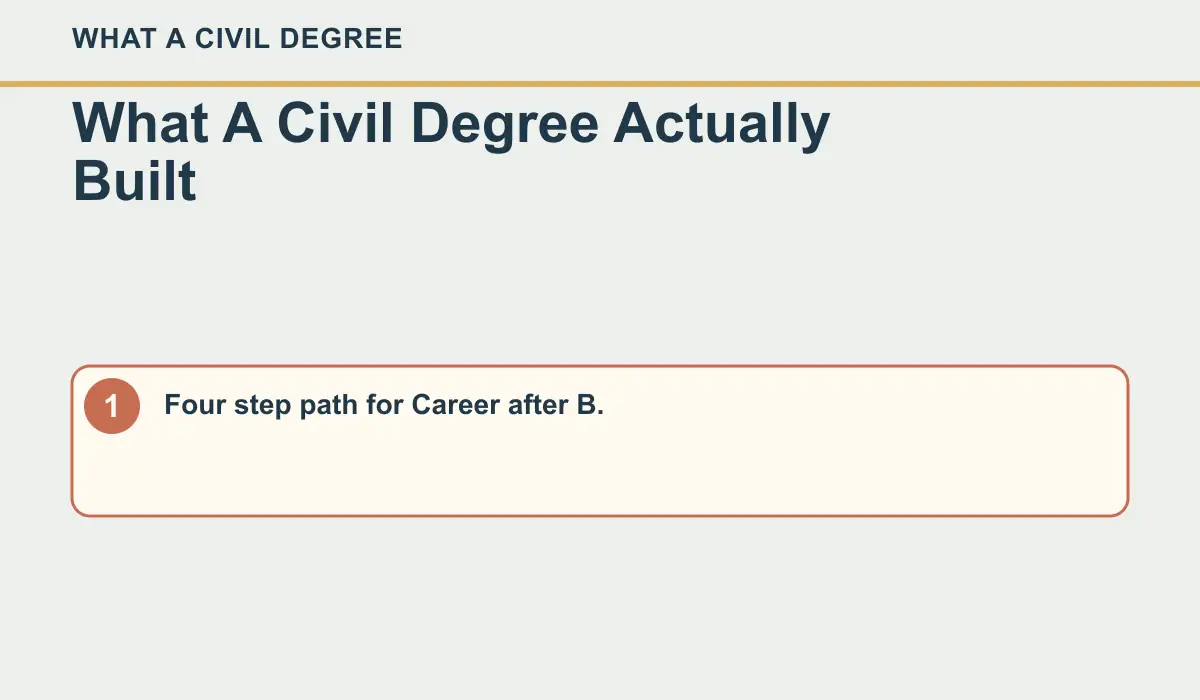 WHAT A CIVIL DEGREE
What A Civil Degree Actually
Built
1
Four step path for Career after B.